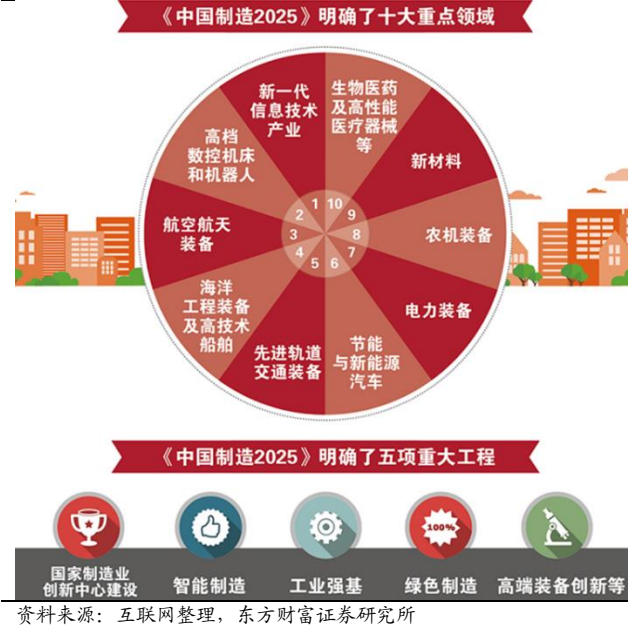 《中国制造2025》明确了十大重点领域
新一代
信息技术
产业
高档
数控机床
和机器人
航空航天
装备
海洋
工程装备
及高技术
船舶
先进轨道
交通装备
节能
与新能源
汽车
电力装备
农机装备
新材料
生物医药
及高性能
医疗器械
等
1
2
3
4
5
6
7
8
9
10
《中国制造2025》明确了五项重大工程
100%
国家制造业
创新中心建设
智能制造
工业强基
绿色制造
高端装备创新等
资料来源：互联网整理，东方财富证券研究所